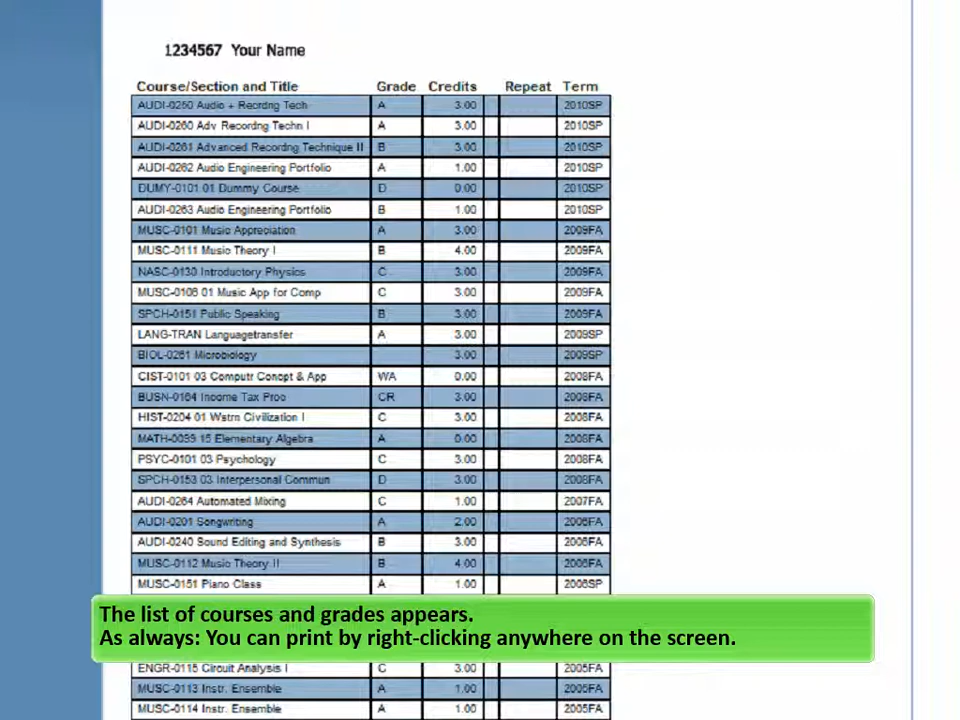 1234567 Your Name
Course/Section and Title Grade Credits Repeat Term
AUDI-0250 Audio + Recrdng Tech A 3.00 2010SP
AUDI-0260 Adv Recordng Techn I A 3.00 2010SP
AUDI-0261 Advanced Recordng Technique II B 3.00 2010SP
AUDI-0262 Audio Engineering Portfolio A 1.00 2010SP
DUMY-0101 01 Dummy Course D 0.00 2010SP
AUDI-0263 Audio Engineering Portfolio B 1.00 2010SP
MUSC-0101 Music Appreciation A 3.00 2009FA
MUSC-0111 Music Theory I B 4.00 2009FA
NASC-0130 Introductory Physics C 3.00 2009FA
MUSC-0106 01 Music App for Comp C 3.00 2009FA
SPCH-0151 Public Speaking B 3.00 2009FA
LANG-TRAN Languagetransfer A 3.00 2009SP
BIOL-0261 Microbiology 3.00 2009SP
CIST-0101 03 Computr Concpt & App WA 0.00 2008FA
BUSN-0164 Income Tax Proc CR 3.00 2008FA
HIST-0204 01 Wstrn Civilization I C 3.00 2008FA
MATH-0099 15 Elementary Algebra A 0.00 2008FA
PSYC-0101 03 Psychology C 3.00 2008FA
SPCH-0153 03 Interpersonal Commun D 3.00 2008FA
AUDI-0264 Automated Mixing C 1.00 2007FA
AUDI-0201 Songwriting A 2.00 2006FA
AUDI-0240 Sound Editing and Synthesis B 3.00 2006FA
MUSC-0112 Music Theory II B 4.00 2006FA
MUSC-0151 Piano Class A 1.00 2006SP
The list of courses and grades appears.
As always: You can print by right-clicking anywhere on the screen.
ENGR-0115 Circuit Analysis I C 3.00 2005FA
MUSC-0113 Instr. Ensemble A 1.00 2005FA
MUSC-0114 Instr. Ensemble A 1.00 2005FA